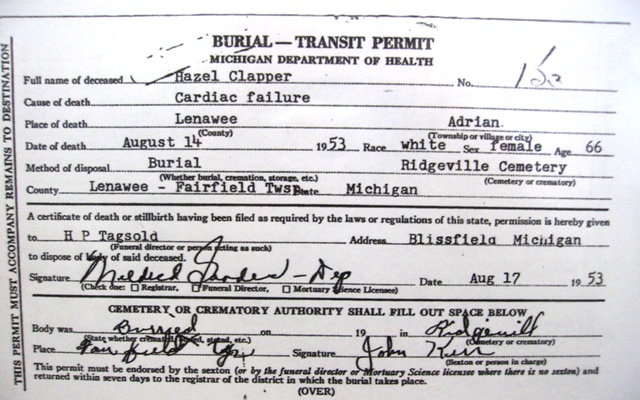 BURIAL — TRANSIT PERMIT
MICHIGAN DEPARTMENT OF HEALTH
Full name of deceased Hazel Clapper No.
Cause of death Cardiac failure
Place of death Lenawee Adrian
(County) (Township or village or city)
Date of death August 14 1953 Race white Sex female Age 66
Method of disposal Burial Ridgeville Cemetery
(Whether burial, cremation, storage, etc.) (Cemetery or crematory)
County Lenawee - Fairfield Twsp State Michigan
A certificate of death or stillbirth having been filed as required by the laws or regulations of this state, permission is hereby given
to H P Tagsold Address Blissfield Michigan
(Funeral director or person acting as such)
to dispose of body of said deceased.
Signature Mildred - Dep Date Aug 17 1953
(Check one: ☐ Registrar, ☐ Funeral Director, ☐ Mortuary Science Licensee)
CEMETERY OR CREMATORY AUTHORITY SHALL FILL OUT SPACE BELOW
Body was on 19 in
(State whether cremated, buried, stored, etc.) (Cemetery or crematory)
Place Fairfield Signature John Kerr
(Sexton or person in charge)
This permit must be endorsed by the sexton (or by the funeral director or Mortuary Science licensee where there is no sexton) and
returned within seven days to the registrar of the district in which the burial takes place.
(OVER)
THIS PERMIT MUST ACCOMPANY REMAINS TO DESTINATION